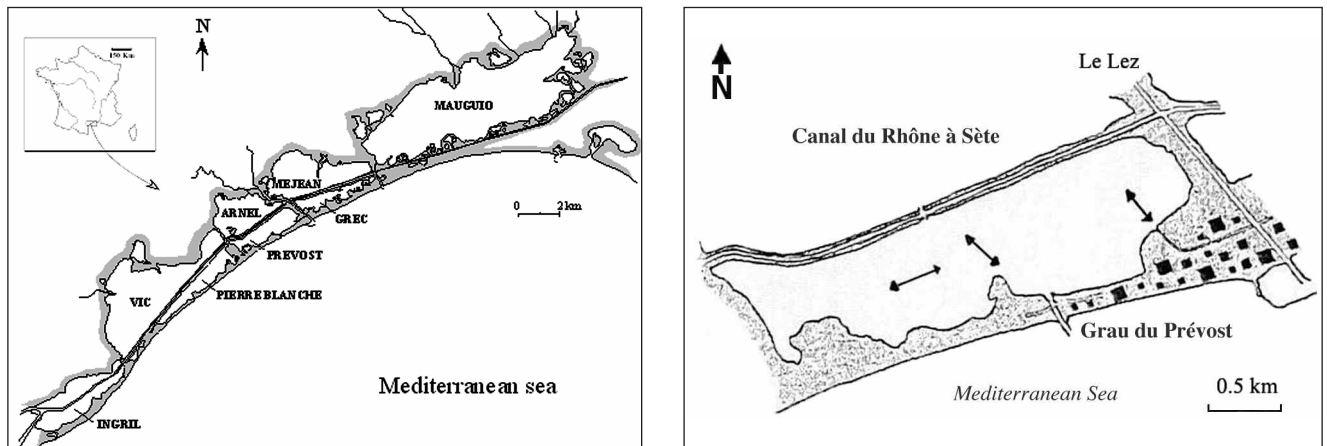 N
150 Km
MAUGUIO
MEJEAN
ARNEL
GREC
0 2 km
PREVOST
PIERRE BLANCHE
VIC
Mediterranean sea
INGRIL
Le Lez
N
Canal du Rhône à Sète
Grau du Prévost
Mediterranean Sea
0.5 km